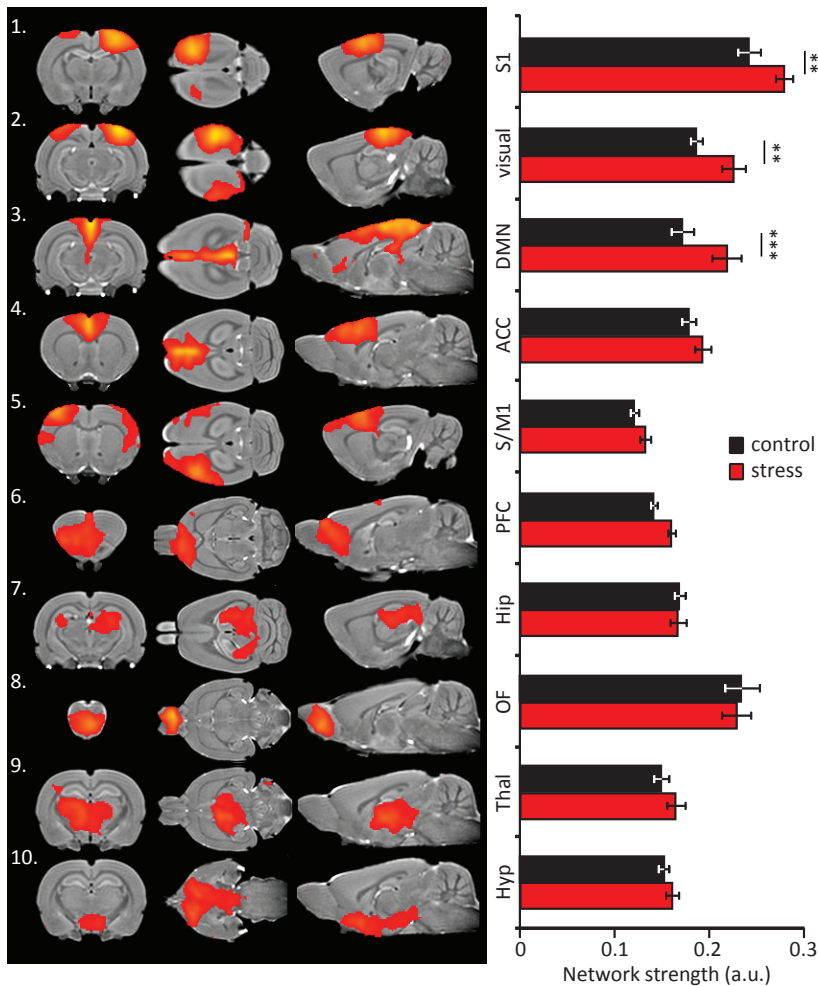 1.
2.
3.
4.
5.
6.
7.
8.
9.
10.
S1
**
visual
**
DMN
***
ACC
S/M1
control
stress
PFC
Hip
OF
Thal
Hyp
0 0.1 0.2 0.3
Network strength (a.u.)